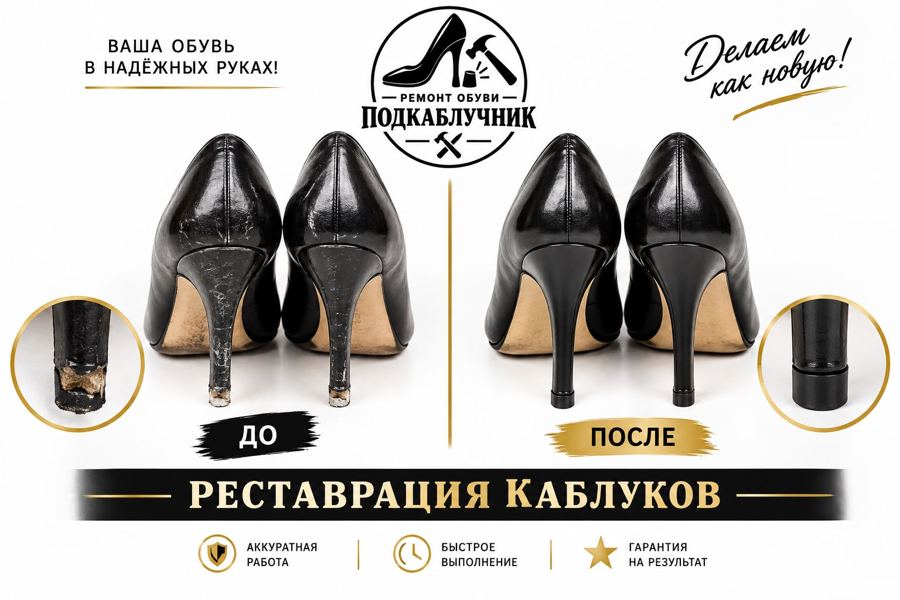 ВАША ОБУВЬ
В НАДЁЖНЫХ РУКАХ!
РЕМОНТ ОБУВИ
ПОДКАБЛУЧНИК
Делаем
как новую!
ДО
ПОСЛЕ
РЕСТАВРАЦИЯ КАБЛУКОВ
АККУРАТНАЯ
РАБОТА
БЫСТРОЕ
ВЫПОЛНЕНИЕ
ГАРАНТИЯ
НА РЕЗУЛЬТАТ